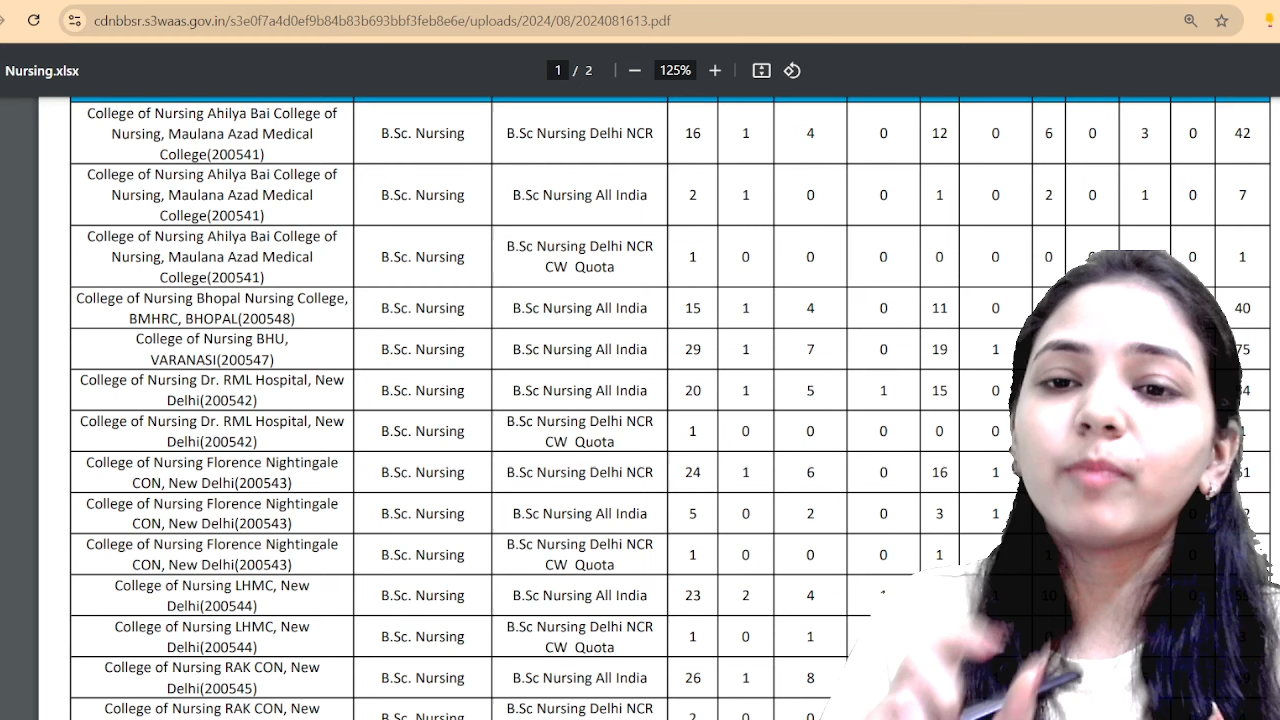 cdnbbsr.s3waas.gov.in/s3e0f7a4d0ef9b84b83b693bbf3feb8e6e/uploads/2024/08/2024081613.pdf
Nursing.xlsx 1 / 2 125%
College of Nursing Ahilya Bai College of
Nursing, Maulana Azad Medical
College(200541)
B.Sc. Nursing B.Sc Nursing Delhi NCR 16 1 4 0 12 0 6 0 3 0 42
College of Nursing Ahilya Bai College of
Nursing, Maulana Azad Medical
College(200541)
B.Sc. Nursing B.Sc Nursing All India 2 1 0 0 1 0 2 0 1 0 7
College of Nursing Ahilya Bai College of
Nursing, Maulana Azad Medical
College(200541)
B.Sc. Nursing
B.Sc Nursing Delhi NCR
CW Quota
1 0 0 0 0 0 0 0 1
College of Nursing Bhopal Nursing College,
BMHRC, BHOPAL(200548)
B.Sc. Nursing B.Sc Nursing All India 15 1 4 0 11 0 40
College of Nursing BHU,
VARANASI(200547)
B.Sc. Nursing B.Sc Nursing All India 29 1 7 0 19 1 75
College of Nursing Dr. RML Hospital, New
Delhi(200542)
B.Sc. Nursing B.Sc Nursing All India 20 1 5 1 15 0
College of Nursing Dr. RML Hospital, New
Delhi(200542)
B.Sc. Nursing
B.Sc Nursing Delhi NCR
CW Quota
1 0 0 0 0 0
College of Nursing Florence Nightingale
CON, New Delhi(200543)
B.Sc. Nursing B.Sc Nursing Delhi NCR 24 1 6 0 16 1
College of Nursing Florence Nightingale
CON, New Delhi(200543)
B.Sc. Nursing B.Sc Nursing All India 5 0 2 0 3 1
College of Nursing Florence Nightingale
CON, New Delhi(200543)
B.Sc. Nursing
B.Sc Nursing Delhi NCR
CW Quota
1 0 0 0 1
College of Nursing LHMC, New
Delhi(200544)
B.Sc. Nursing B.Sc Nursing All India 23 2 4 10
College of Nursing LHMC, New
Delhi(200544)
B.Sc. Nursing
B.Sc Nursing Delhi NCR
CW Quota
1 0 1
College of Nursing RAK CON, New
Delhi(200545)
B.Sc. Nursing B.Sc Nursing All India 26 1 8
College of Nursing RAK CON, New
B.Sc. Nursing B.Sc Nursing Delhi NCR 2 0 0